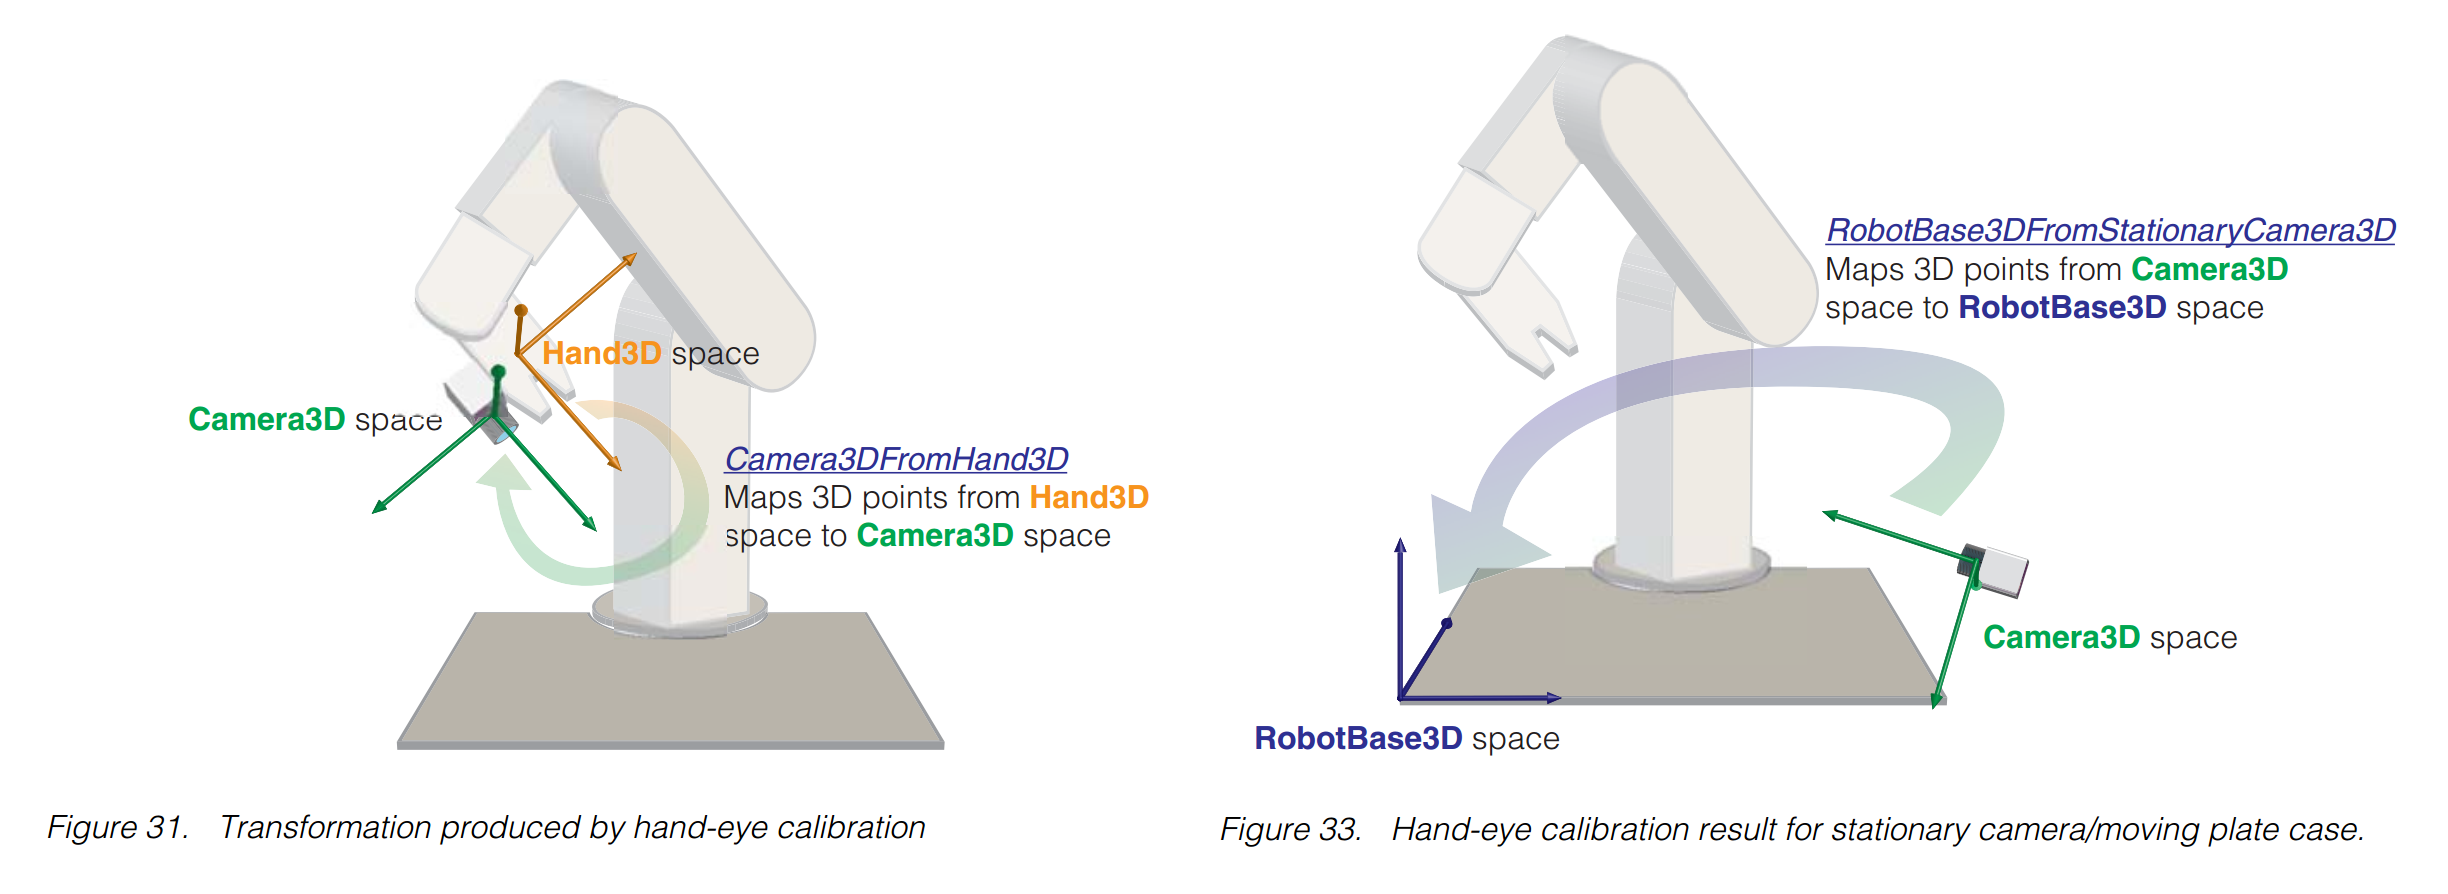 Hand3D space
Camera3D space
Camera3DFromHand3D
Maps 3D points from Hand3D
space to Camera3D space
Figure 31. Transformation produced by hand-eye calibration
RobotBase3DFromStationaryCamera3D
Maps 3D points from Camera3D
space to RobotBase3D space
Camera3D space
RobotBase3D space
Figure 33. Hand-eye calibration result for stationary camera/moving plate case.